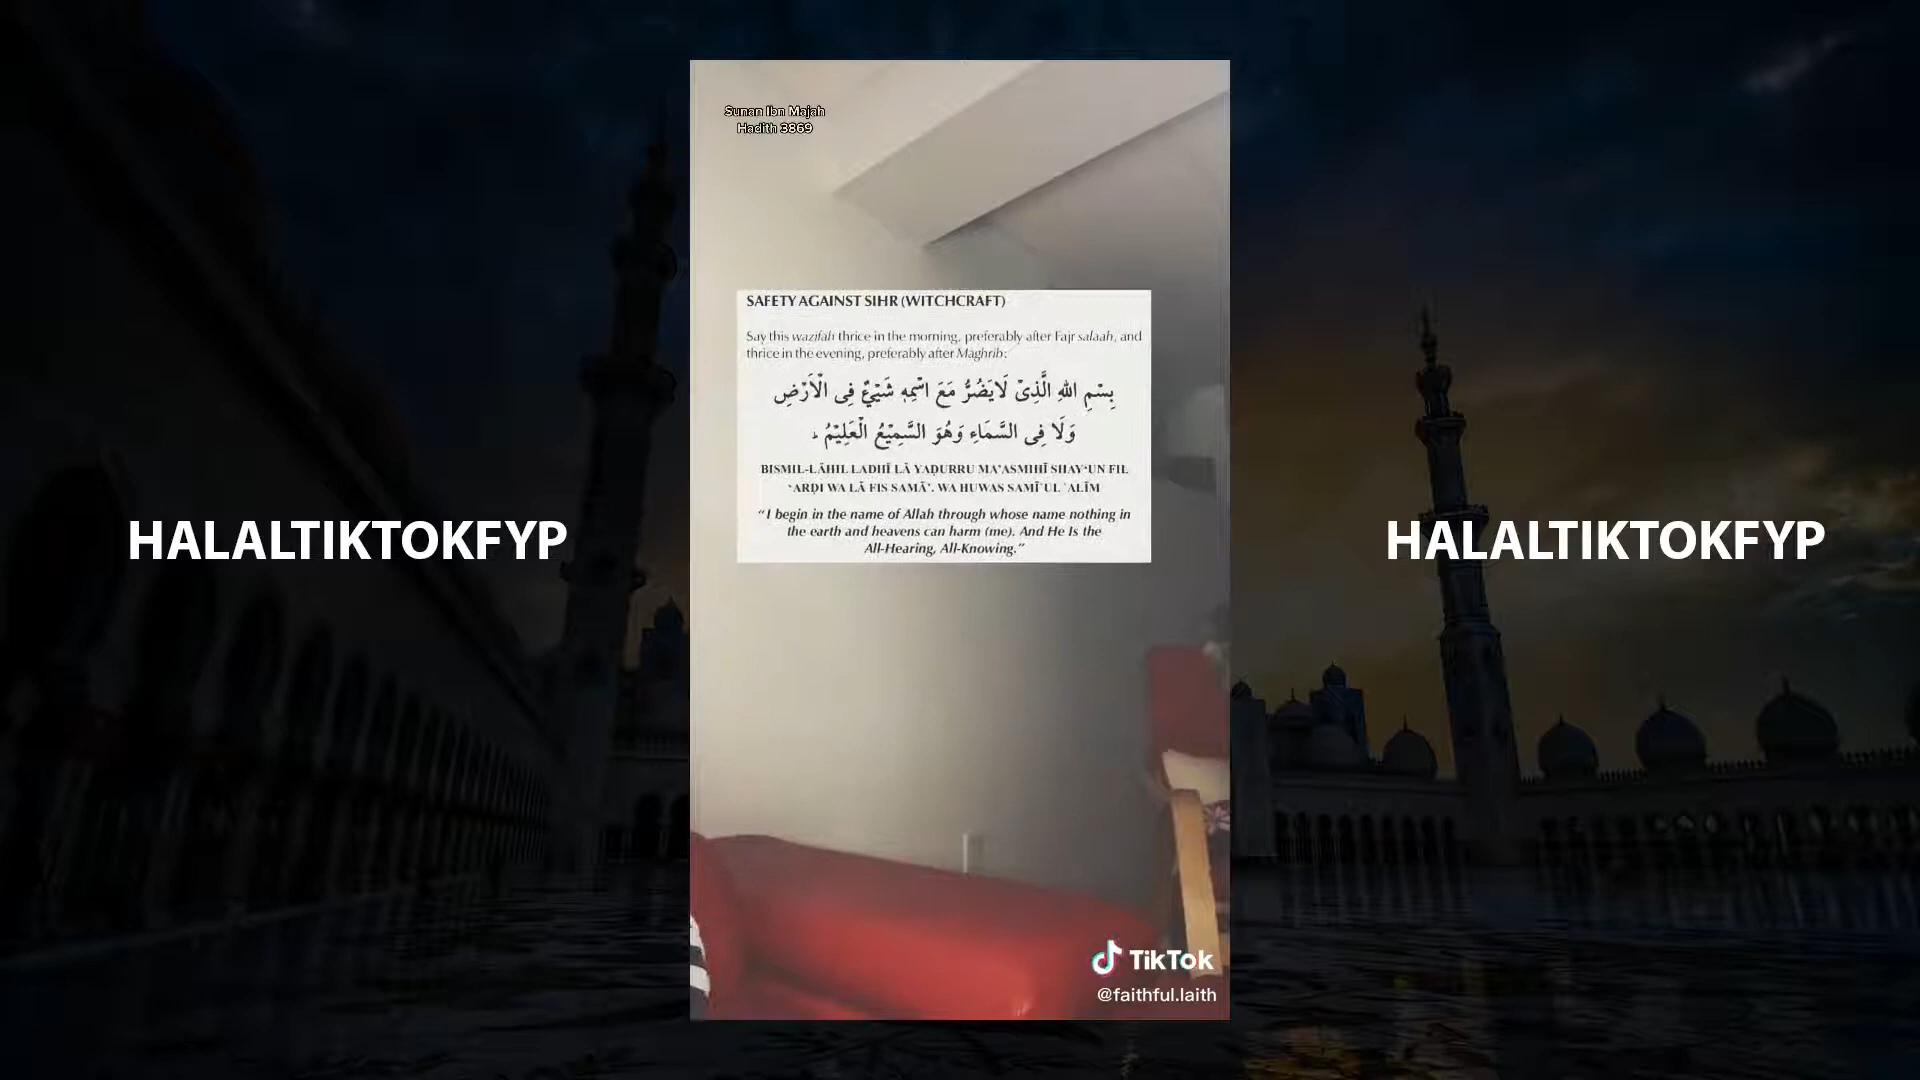 Sunan Ibn Majah
Hadith 3869
SAFETY AGAINST SIHR (WITCHCRAFT)
Say this wazifah thrice in the morning, preferably after Fajr salaah, and
thrice in the evening, preferably after Maghrib:
بِسْمِ اللهِ الَّذِىْ لَايَضُرُّ مَعَ اسْمِهٖ شَيْئٌ فِى الْاَرْضِ
وَلَا فِى السَّمَاءِ وَهُوَ السَّمِيْعُ الْعَلِيْمُ ؕ
BISMIL-LĀHIL LADHĪ LĀ YAḌURRU MA'ASMIHĪ SHAY‘UN FIL
‘ARḌI WA LĀ FIS SAMĀ’. WA HUWAS SAMĪ‘UL ‘ALĪM
“I begin in the name of Allah through whose name nothing in
the earth and heavens can harm (me). And He Is the
All-Hearing, All-Knowing.”
HALALTIKTOKFYP
HALALTIKTOKFYP
TikTok
@faithful.laith